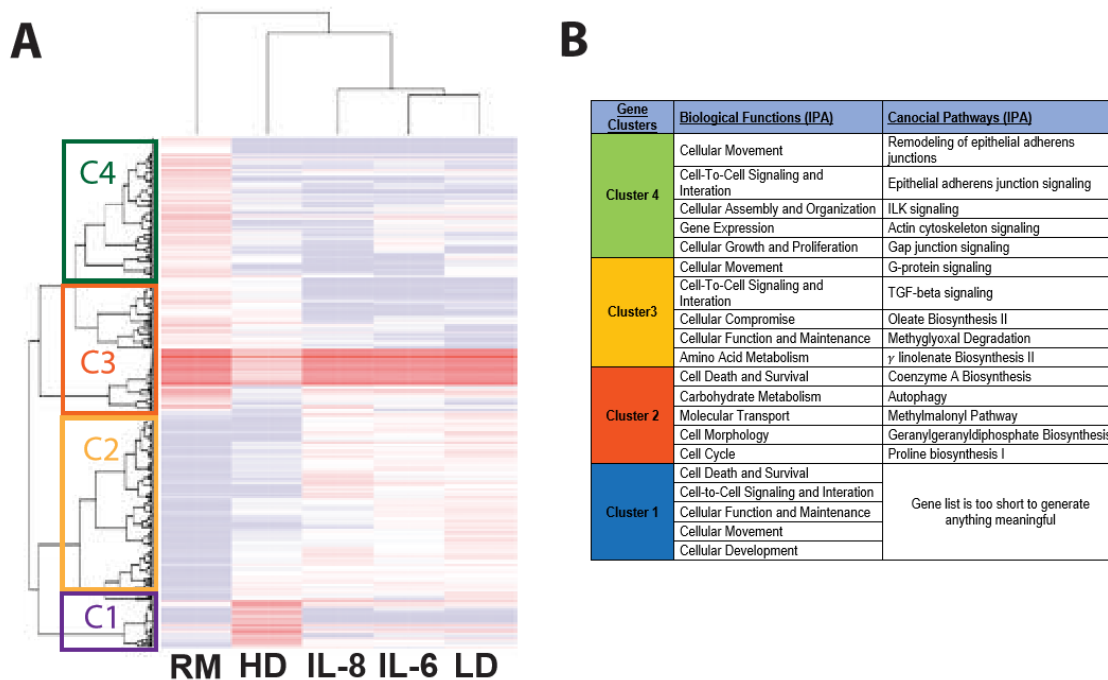 A
C4
C3
C2
C1
RM HD IL-8 IL-6 LD
B
Gene
Clusters
Biological Functions (IPA)
Canocial Pathways (IPA)
Cluster 4
Cellular Movement
Remodeling of epithelial adherens
junctions
Cell-To-Cell Signaling and
Interation
Epithelial adherens junction signaling
Cellular Assembly and Organization
ILK signaling
Gene Expression
Actin cytoskeleton signaling
Cellular Growth and Proliferation
Gap junction signaling
Cluster3
Cellular Movement
G-protein signaling
Cell-To-Cell Signaling and
Interation
TGF-beta signaling
Cellular Compromise
Oleate Biosynthesis II
Cellular Function and Maintenance
Methyglyoxal Degradation
Amino Acid Metabolism
γ linolenate Biosynthesis II
Cluster 2
Cell Death and Survival
Coenzyme A Biosynthesis
Carbohydrate Metabolism
Autophagy
Molecular Transport
Methylmalonyl Pathway
Cell Morphology
Geranylgeranyldiphosphate Biosynthesis
Cell Cycle
Proline biosynthesis I
Cluster 1
Cell Death and Survival
Cell-to-Cell Signaling and Interation
Cellular Function and Maintenance
Cellular Movement
Cellular Development
Gene list is too short to generate
anything meaningful